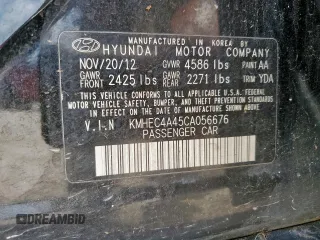 MANUFACTURED IN KOREA BY
HYUNDAI MOTOR COMPANY
NOV/20/12 GVWR 4586 lbs PAINT AA
GAWR FRONT 2425 lbs GAWR REAR 2271 lbs TRIM YDA
THIS VEHICLE CONFORMS TO ALL APPLICABLE U.S. FEDERAL
MOTOR VEHICLE SAFETY, BUMPER, AND THEFT PREVENTION
STANDARDS IN EFFECT ON THE DATE OF MANUFACTURE SHOWN ABOVE.
V.I.N KMHEC4A45CA056676
PASSENGER CAR
DREAMBID